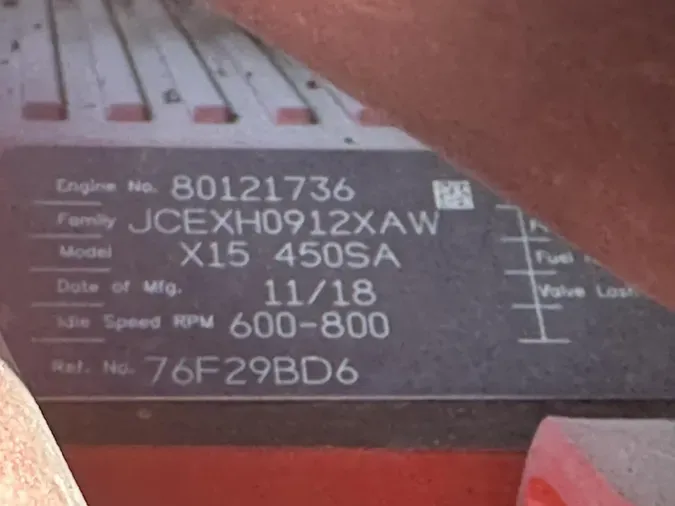 Engine No. 80121736
Family JCEXH0912XAW
Model X15 450SA
Date of Mfg. 11/18
Idle Speed RPM 600-800
Ref. No. 76F29BD6
Fuel
Valve Lash